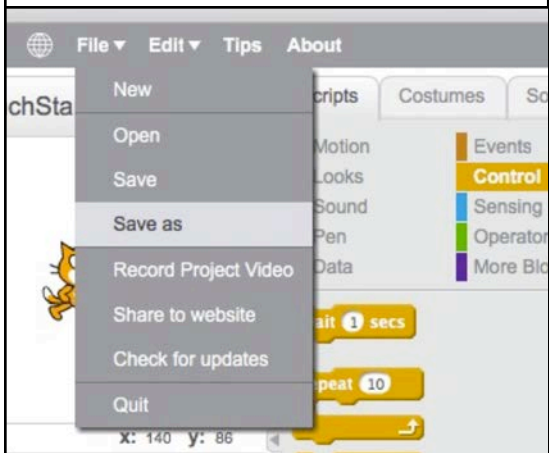 File ▾ Edit ▾ Tips About
New
Open
Save
Save as
Record Project Video
Share to website
Check for updates
Quit
Costumes
Motion
Events
Looks
Control
Sound
Sensing
Pen
Data
1 secs
10
x: 140 y: 86